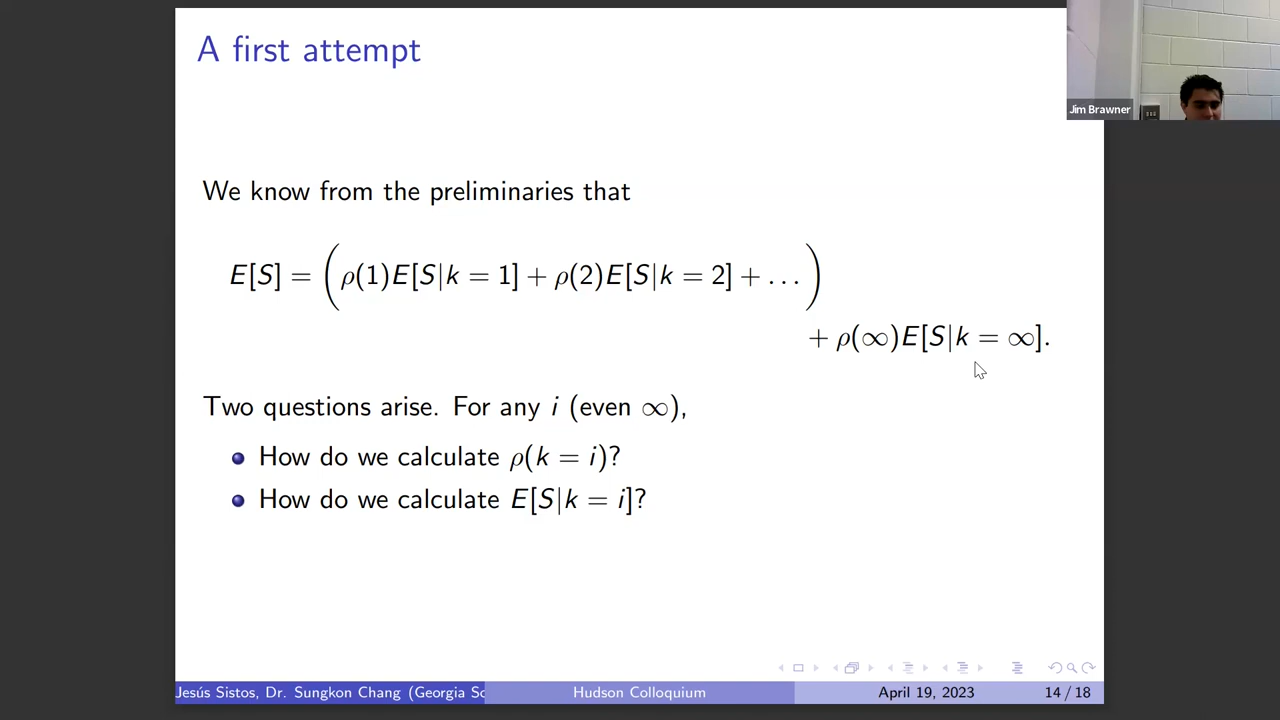 A first attempt
Jim Brawner
We know from the preliminaries that
E[S] = (ρ(1)E[S|k = 1] + ρ(2)E[S|k = 2] + ...)
+ ρ(∞)E[S|k = ∞].
Two questions arise. For any i (even ∞),
How do we calculate ρ(k = i)?
How do we calculate E[S|k = i]?
Jesús Sistos, Dr. Sungkon Chang (Georgia So
Hudson Colloquium
April 19, 2023
14 / 18